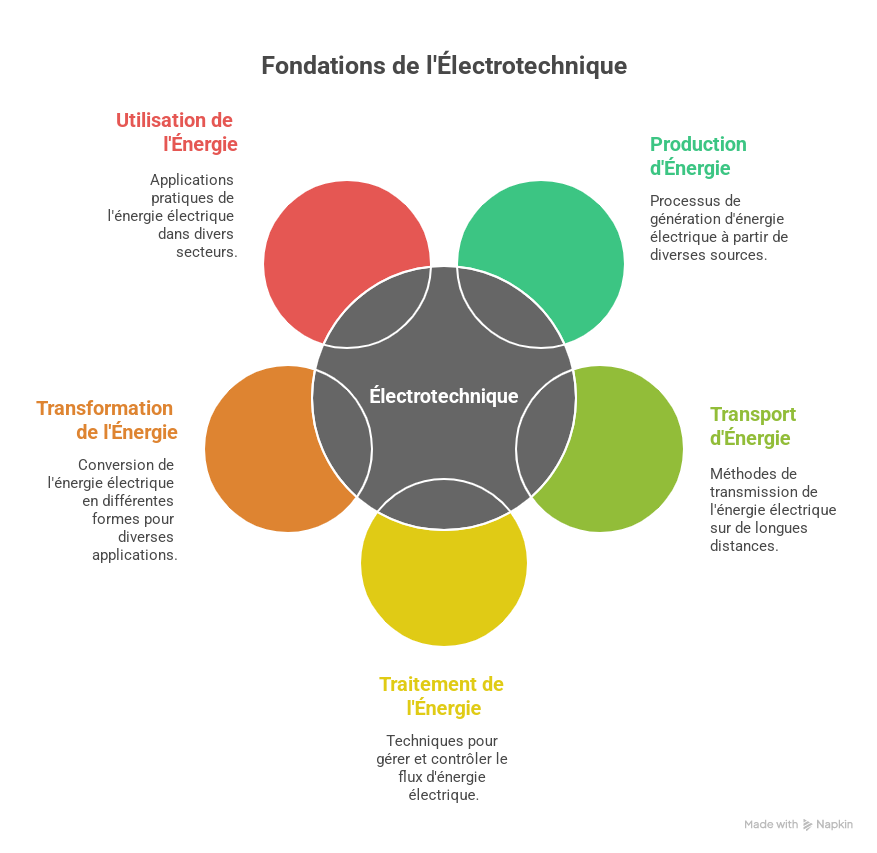 Fondations de l'Électrotechnique
Utilisation de
l'Énergie
Applications
pratiques de
l'énergie électrique
dans divers
secteurs.
Production
d'Énergie
Processus de
génération d'énergie
électrique à partir de
diverses sources.
Électrotechnique
Transformation
de l'Énergie
Conversion de
l'énergie électrique
en différentes
formes pour
diverses
applications.
Transport
d'Énergie
Méthodes de
transmission de
l'énergie électrique
sur de longues
distances.
Traitement de
l'Énergie
Techniques pour
gérer et contrôler le
flux d'énergie
électrique.
Made with Napkin